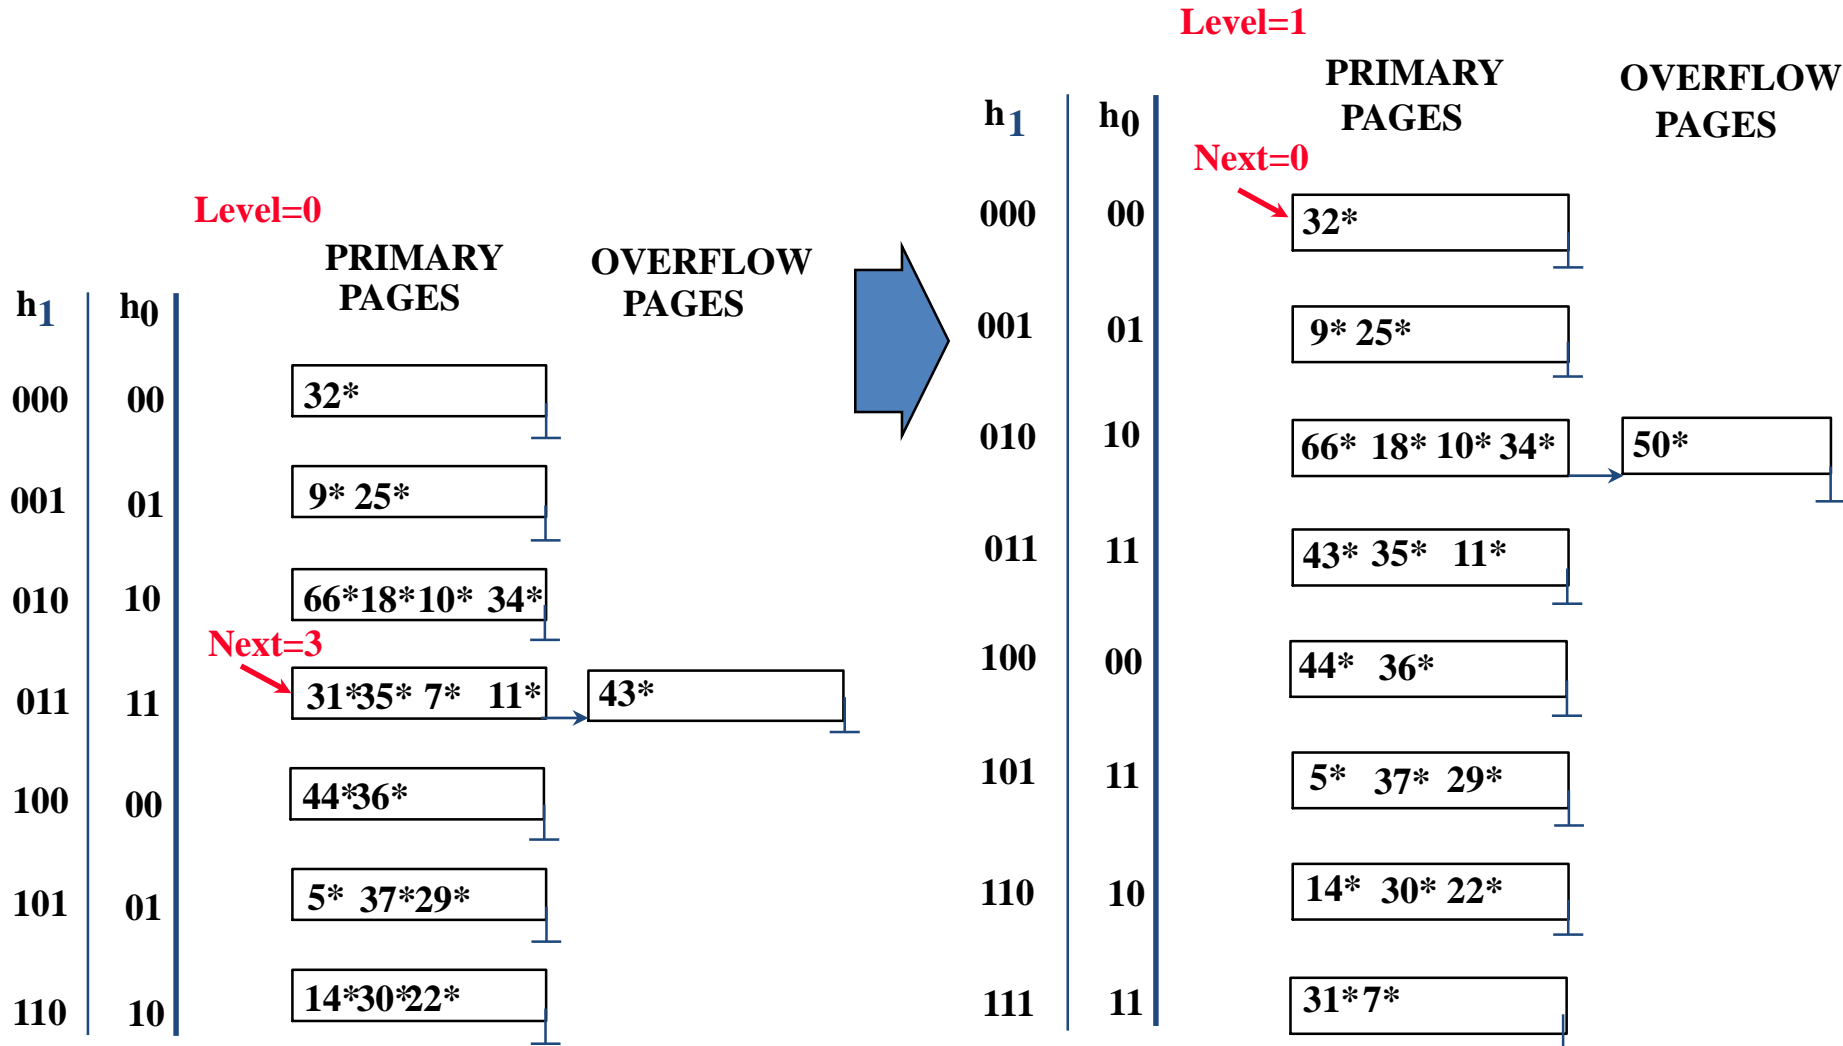 Level=0
PRIMARY PAGES
OVERFLOW PAGES
h1 h0
000 00 32*
001 01 9* 25*
010 10 66* 18* 10* 34*
Next=3
011 11 31* 35* 7* 11* 43*
100 00 44* 36*
101 01 5* 37* 29*
110 10 14* 30* 22*
Level=1
PRIMARY PAGES
OVERFLOW PAGES
h1 h0
Next=0
000 00 32*
001 01 9* 25*
010 10 66* 18* 10* 34* 50*
011 11 43* 35* 11*
100 00 44* 36*
101 11 5* 37* 29*
110 10 14* 30* 22*
111 11 31* 7*